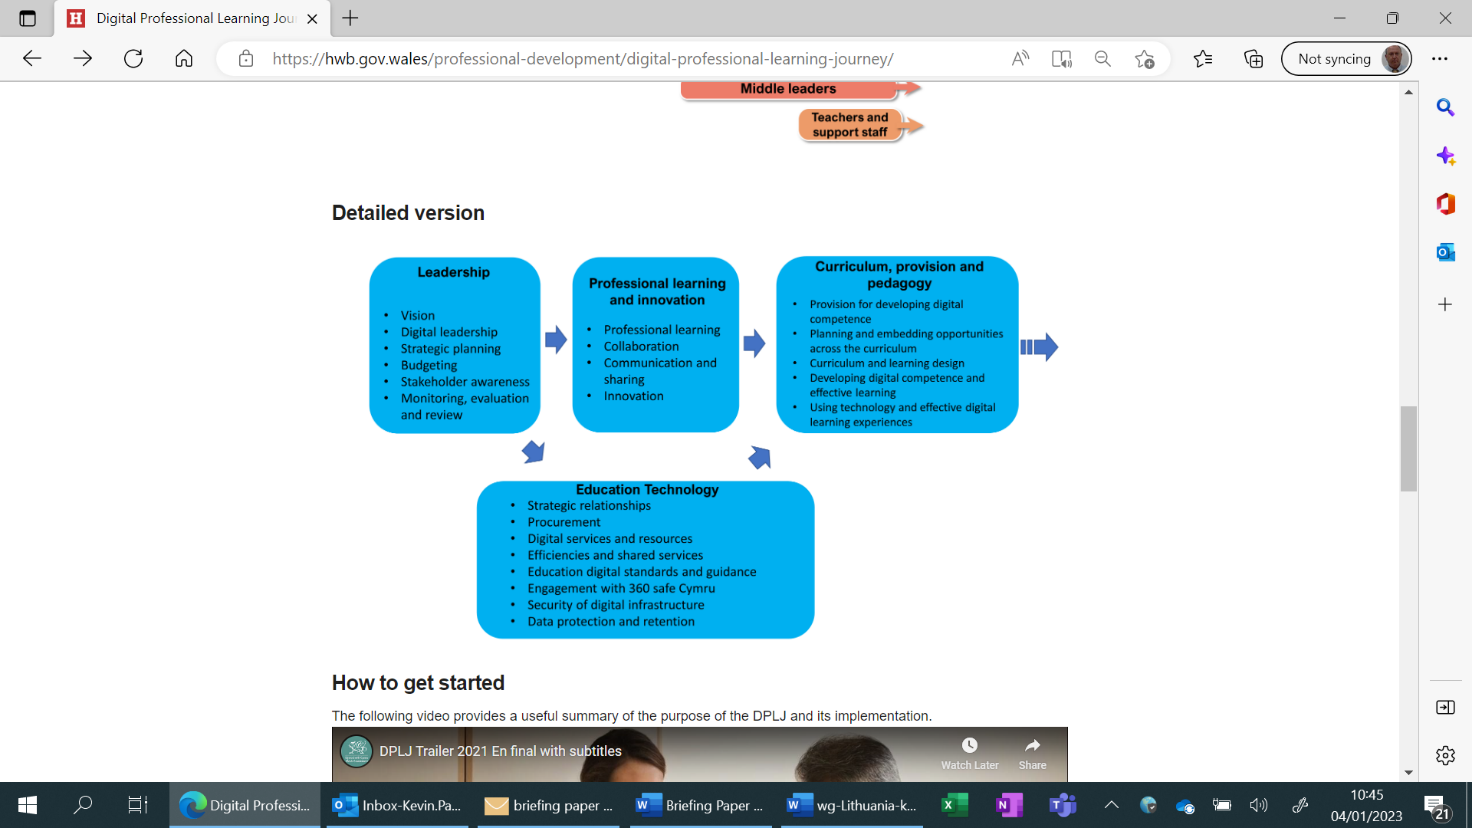 Digital Professional Learning Jour
Not syncing
https://hwb.gov.wales/professional-development/digital-professional-learning-journey/
Middle leaders
Teachers and
support staff
Detailed version
Leadership
• Vision
• Digital leadership
• Strategic planning
• Budgeting
• Stakeholder awareness
• Monitoring, evaluation
and review
Professional learning
and innovation
• Professional learning
• Collaboration
• Communication and
sharing
• Innovation
Curriculum, provision and
pedagogy
• Provision for developing digital
competence
• Planning and embedding opportunities
across the curriculum
• Curriculum and learning design
• Developing digital competence and
effective learning
• Using technology and effective digital
learning experiences
Education Technology
• Strategic relationships
• Procurement
• Digital services and resources
• Efficiencies and shared services
• Education digital standards and guidance
• Engagement with 360 safe Cymru
• Security of digital infrastructure
• Data protection and retention
How to get started
The following video provides a useful summary of the purpose of the DPLJ and its implementation.
DPLJ Trailer 2021 En final with subtitles
Watch Later
Share
Digital Professi...
Inbox-Kevin.Pa...
briefing paper ...
Briefing Paper ...
wg-Lithuania-k...
10:45
04/01/2023
21